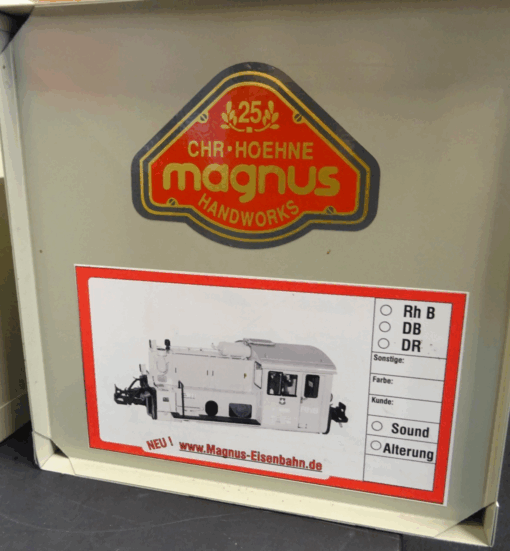 25
CHR·HOEHNE
magnus
HANDWORKS
Rh B
DB
DR
Sonstige:
Farbe:
Kunde:
Sound
Alterung
NEU !
www.Magnus-Eisenbahn.de